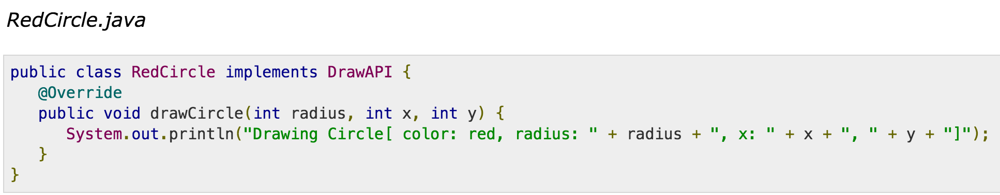 RedCircle.java
public class RedCircle implements DrawAPI {
   @Override
   public void drawCircle(int radius, int x, int y) {
      System.out.println("Drawing Circle[ color: red, radius: " + radius + ", x: " + x + ", " + y + "]");
   }
}